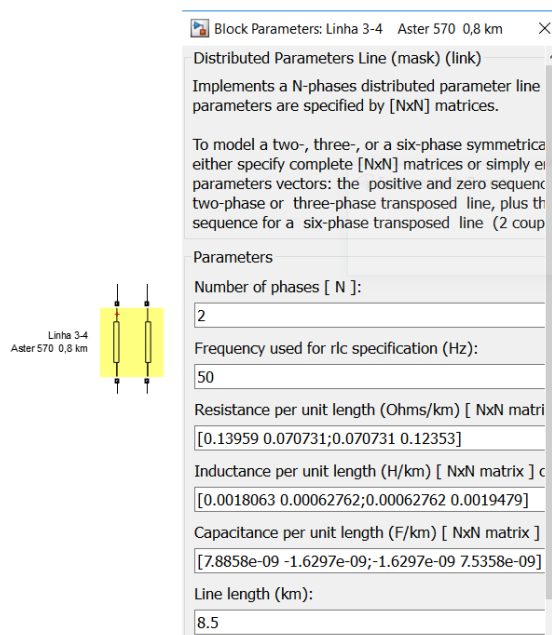 Block Parameters: Linha 3-4 Aster 570 0,8 km
Distributed Parameters Line (mask) (link)
Implements a N-phases distributed parameter line
parameters are specified by [NxN] matrices.
To model a two-, three-, or a six-phase symmetrica
either specify complete [NxN] matrices or simply e
parameters vectors: the positive and zero sequenc
two-phase or three-phase transposed line, plus th
sequence for a six-phase transposed line (2 coup
Parameters
Number of phases [ N ]:
2
Frequency used for rlc specification (Hz):
50
Resistance per unit length (Ohms/km) [ NxN matri
[0.13959 0.070731;0.070731 0.12353]
Inductance per unit length (H/km) [ NxN matrix ] o
[0.0018063 0.00062762;0.00062762 0.0019479]
Capacitance per unit length (F/km) [ NxN matrix ]
[7.8858e-09 -1.6297e-09;-1.6297e-09 7.5358e-09]
Line length (km):
8.5
Linha 3-4
Aster 570 0,8 km